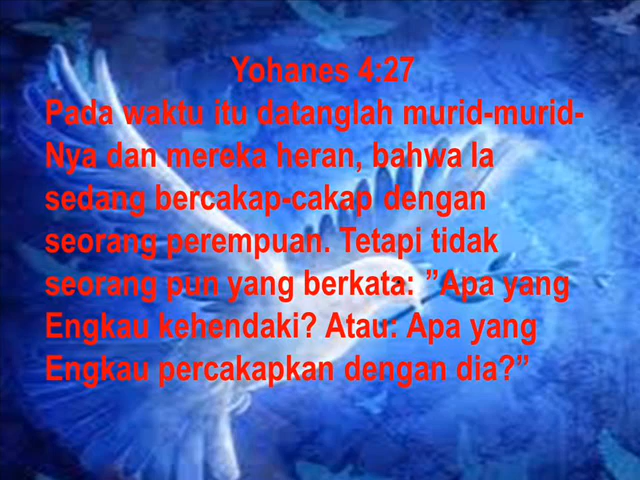 Yohanes 4:27
Pada waktu itu datanglah murid-murid-
Nya dan mereka heran, bahwa Ia
sedang bercakap-cakap dengan
seorang perempuan. Tetapi tidak
seorang pun yang berkata: ”Apa yang
Engkau kehendaki? Atau: Apa yang
Engkau percakapkan dengan dia?”